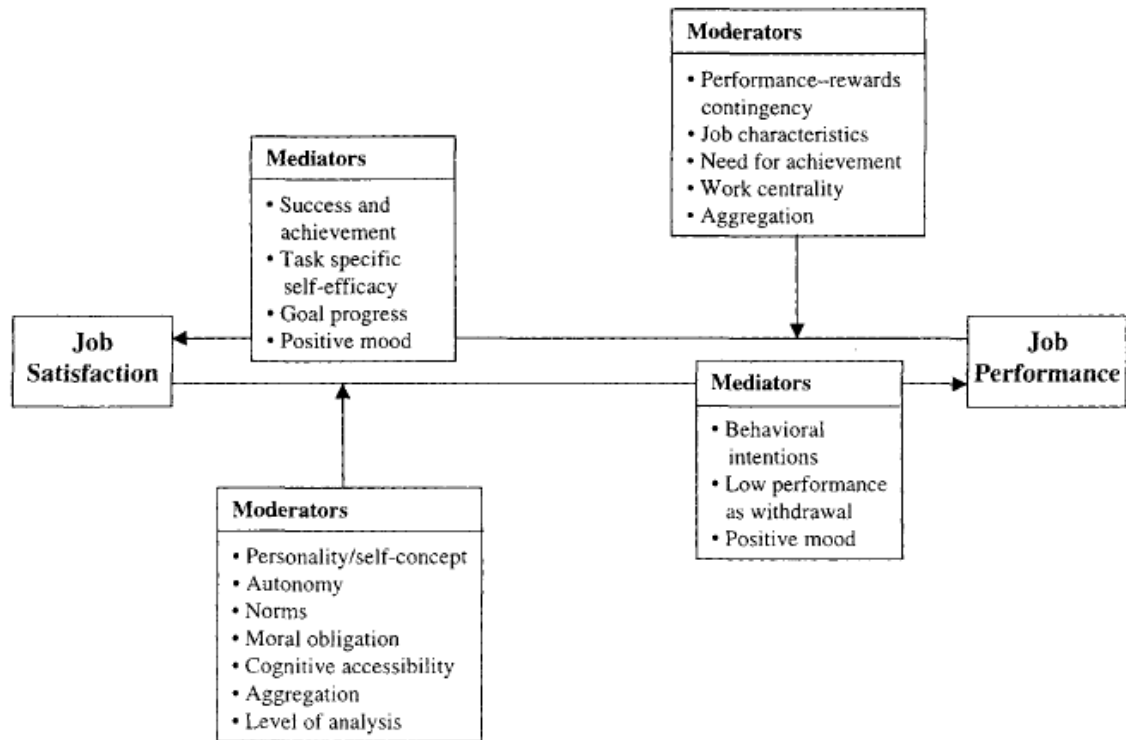 Moderators
• Performance–rewards
contingency
• Job characteristics
• Need for achievement
• Work centrality
• Aggregation
Mediators
• Success and
achievement
• Task specific
self-efficacy
• Goal progress
• Positive mood
Job
Satisfaction
Job
Performance
Mediators
• Behavioral
intentions
• Low performance
as withdrawal
• Positive mood
Moderators
• Personality/self-concept
• Autonomy
• Norms
• Moral obligation
• Cognitive accessibility
• Aggregation
• Level of analysis